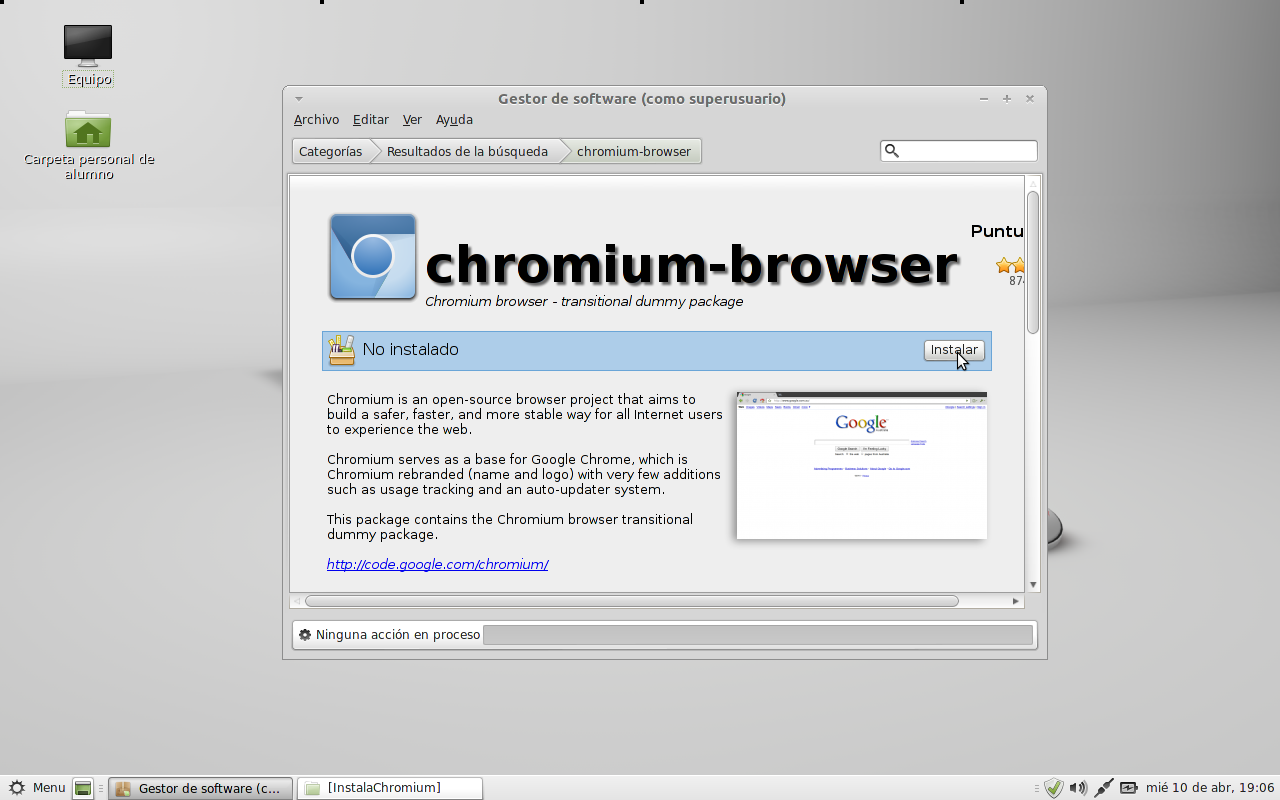 Equipo
Carpeta personal de
alumno
Gestor de software (como superusuario)
Archivo Editar Ver Ayuda
Categorías Resultados de la búsqueda chromium-browser
Puntu
chromium-browser
874
Chromium browser - transitional dummy package
No instalado Instalar
Chromium is an open-source browser project that aims to
build a safer, faster, and more stable way for all Internet users
to experience the web.
Chromium serves as a base for Google Chrome, which is
Chromium rebranded (name and logo) with very few additions
such as usage tracking and an auto-updater system.
This package contains the Chromium browser transitional
dummy package.
http://code.google.com/chromium/
Google
Ninguna acción en proceso
Menu Gestor de software (c... [InstalaChromium] mié 10 de abr, 19:06